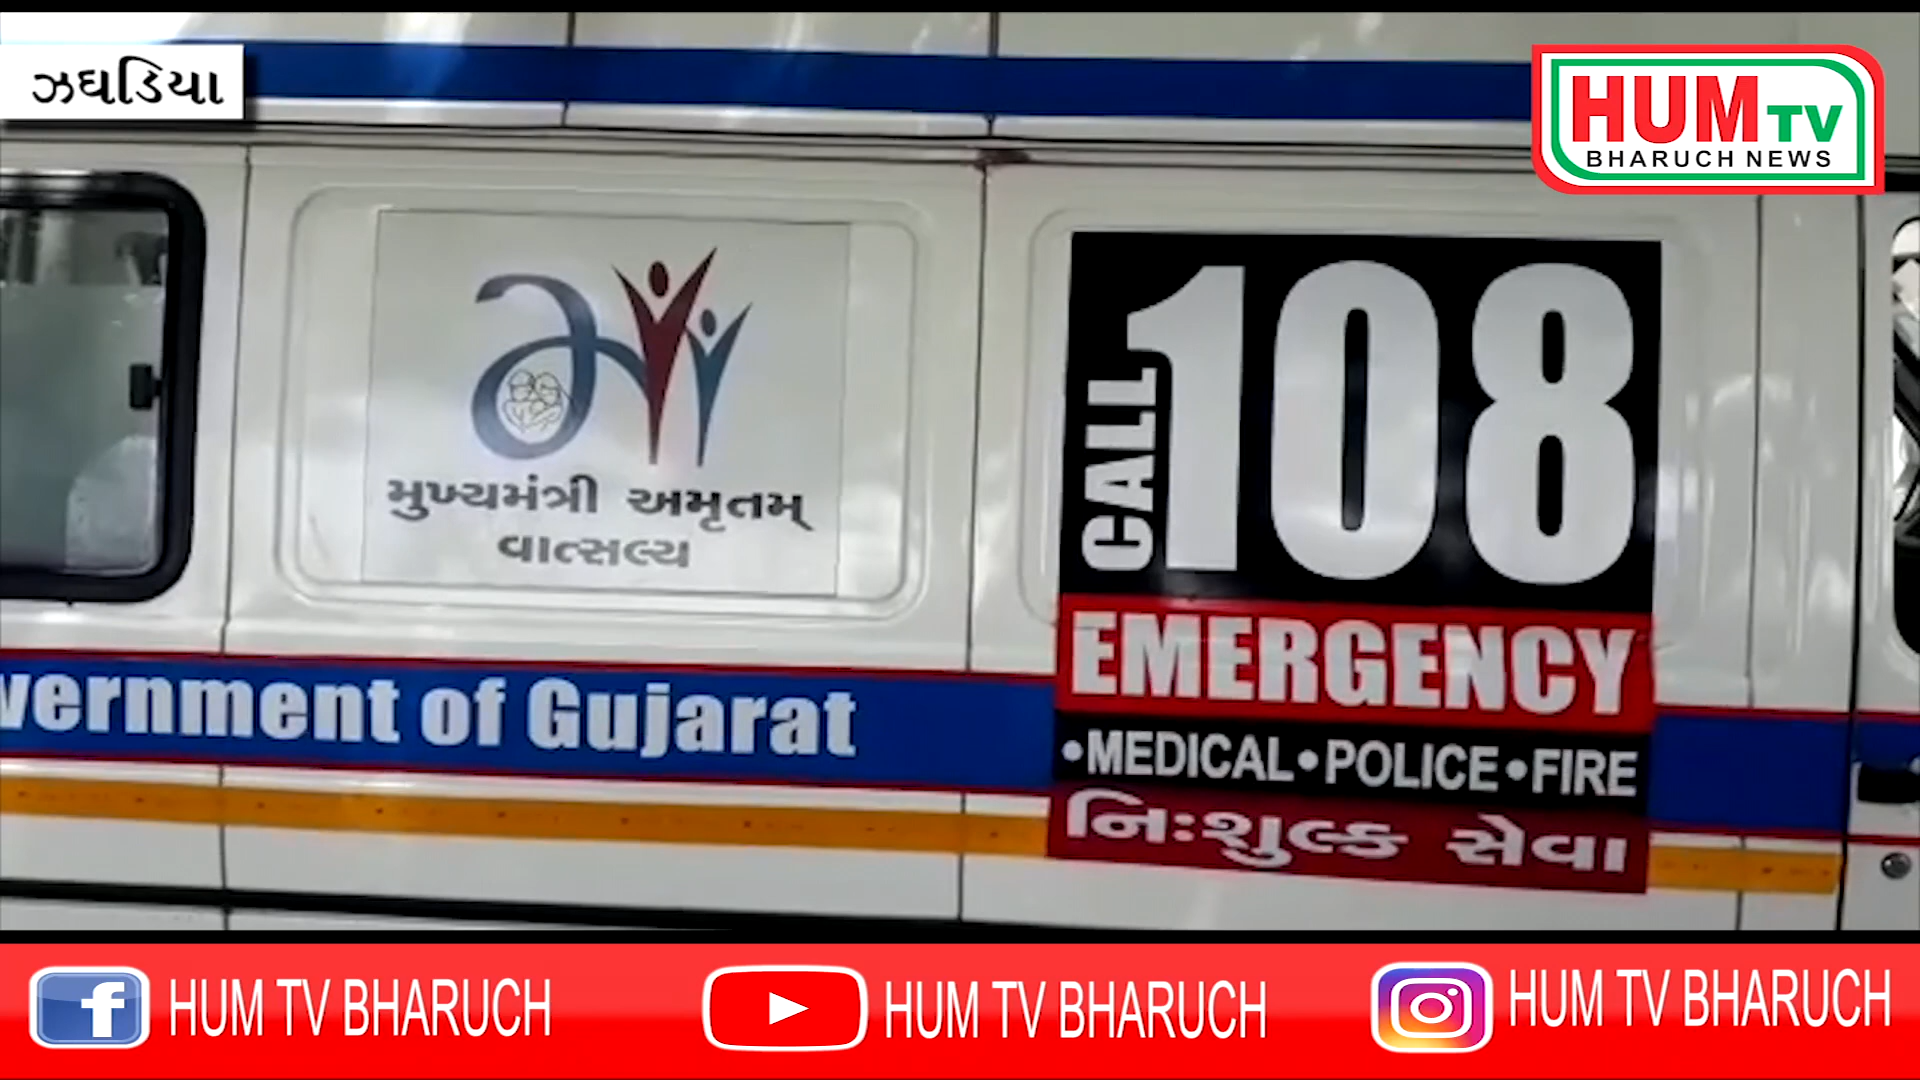 ઝઘડિયા
HUM TV
BHARUCH NEWS
મુખ્યમંત્રી અમૃતમ્
વાત્સલ્ય
CALL
108
EMERGENCY
•MEDICAL•POLICE•FIRE
નિઃશુલ્ક સેવા
vernment of Gujarat
HUM TV BHARUCH
HUM TV BHARUCH
HUM TV BHARUCH